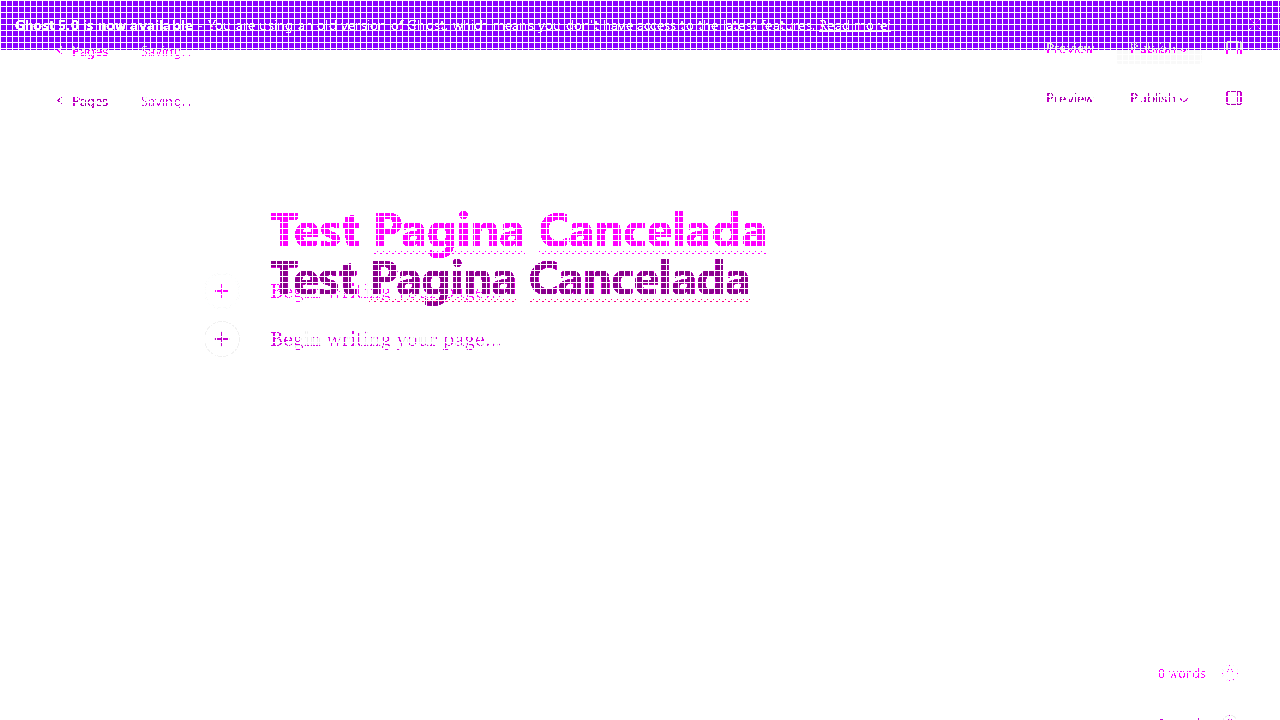 Ghost 5.0 is now available - You are using an old version of Ghost, which means you don't have access to the latest features. Read more!
Pages Saving... Preview Publish
Pages Saving... Preview Publish
Test Pagina Cancelada
Test Pagina Cancelada
Begin writing your page...
Begin writing your page...
0 words